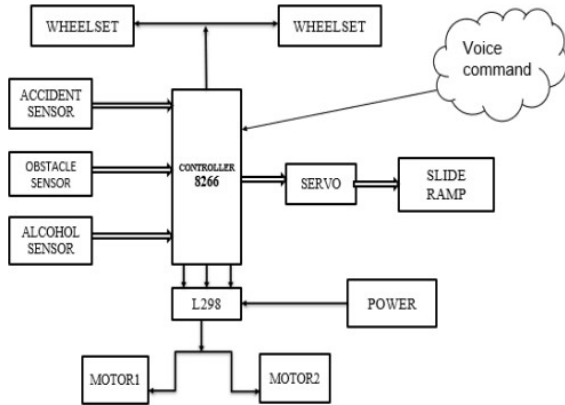 WHEELSET
WHEELSET
Voice
command
ACCIDENT
SENSOR
CONTROLLER
8266
OBSTACLE
SENSOR
SERVO
SLIDE
RAMP
ALCOHOL
SENSOR
L298
POWER
MOTOR1
MOTOR2